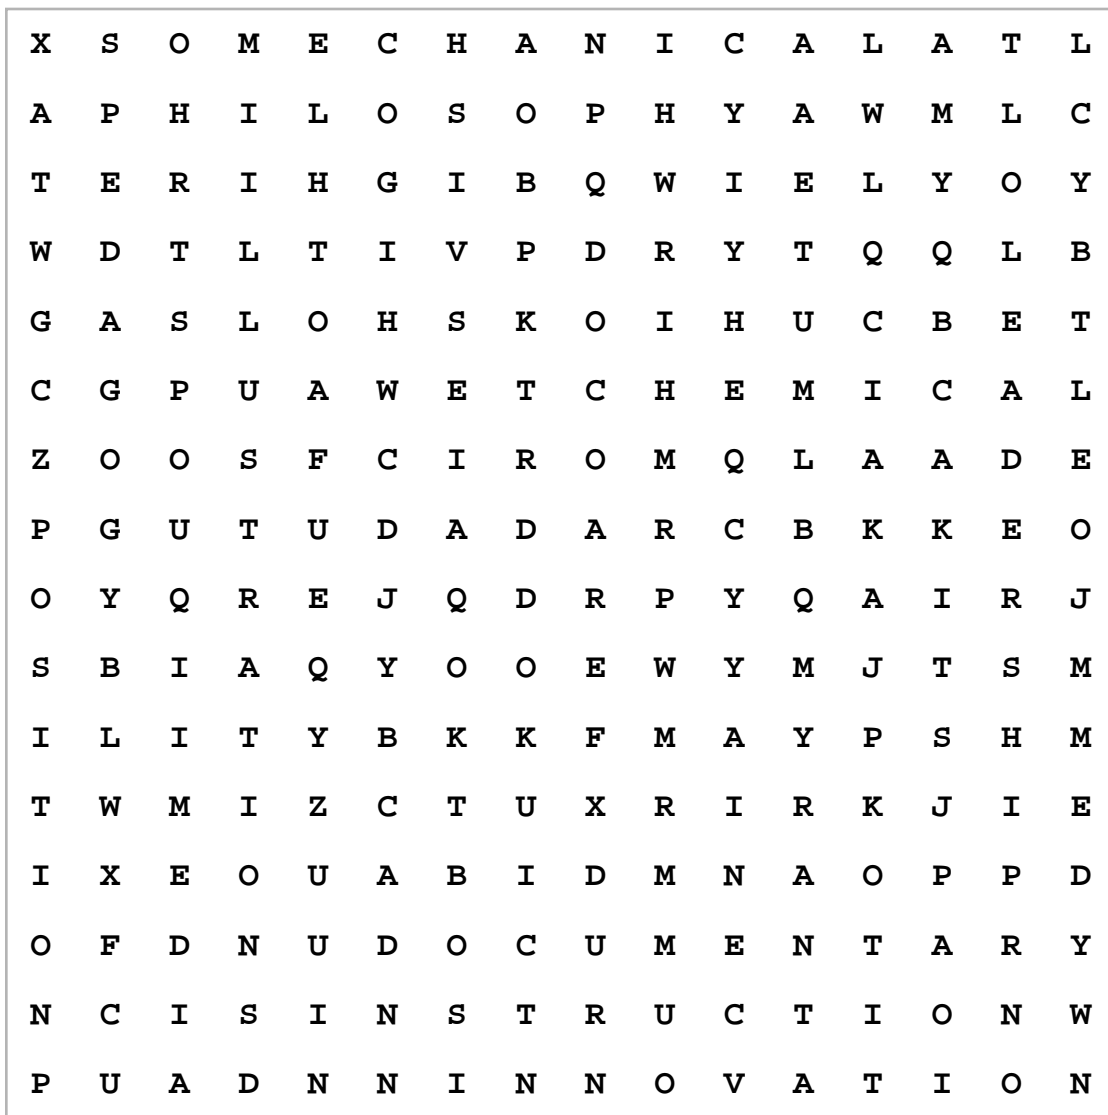 X S O M E C H A N I C A L A T L
A P H I L O S O P H Y A W M L C
T E R I H G I B Q W I E L Y O Y
W D T L T I V P D R Y T Q Q L B
G A S L O H S K O I H U C B E T
C G P U A W E T C H E M I C A L
Z O O S F C I R O M Q L A A D E
P G U T U D A D A R C B K K E O
O Y Q R E J Q D R P Y Q A I R J
S B I A Q Y O O E W Y M J T S M
I L I T Y B K K F M A Y P S H M
T W M I Z C T U X R I R K J I E
I X E O U A B I D M N A O P P D
O F D N U D O C U M E N T A R Y
N C I S I N S T R U C T I O N W
P U A D N N I N N O V A T I O N